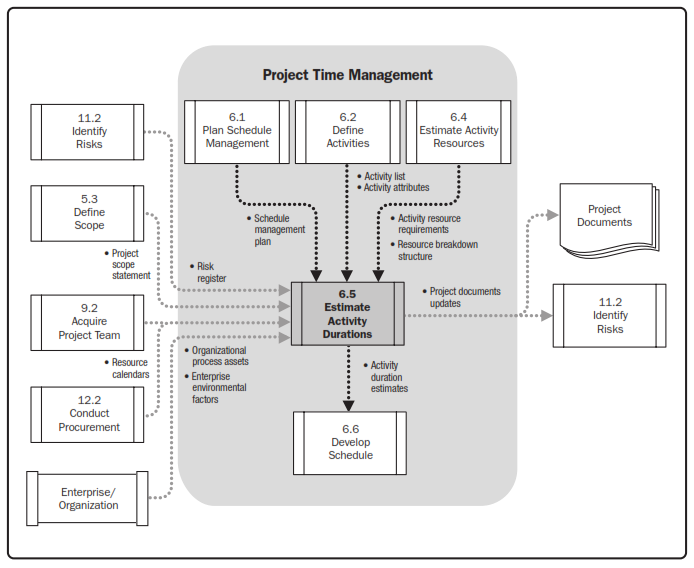 Project Time Management
11.2
Identify
Risks
6.1
Plan Schedule
Management
6.2
Define
Activities
6.4
Estimate Activity
Resources
• Activity list
• Activity attributes
5.3
Define
Scope
• Project
scope
statement
• Schedule
management
plan
• Activity resource
requirements
• Resource breakdown
structure
Project
Documents
• Risk
register
6.5
Estimate
Activity
Durations
• Project documents
updates
11.2
Identify
Risks
9.2
Acquire
Project Team
• Resource
calendars
• Organizational
process assets
• Enterprise
environmental
factors
• Activity
duration
estimates
12.2
Conduct
Procurement
6.6
Develop
Schedule
Enterprise/
Organization